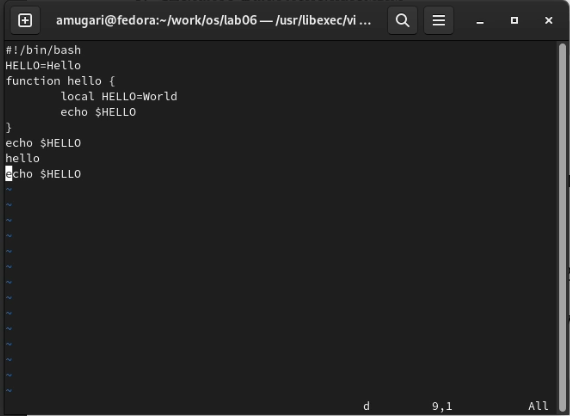 amugari@fedora:~/work/os/lab06 — /usr/libexec/vi ...
#!/bin/bash
HELLO=Hello
function hello {
        local HELLO=World
        echo $HELLO
}
echo $HELLO
hello
echo $HELLO
~
~
~
~
~
~
~
~
~
~
~
~
~
~
d 9,1 All